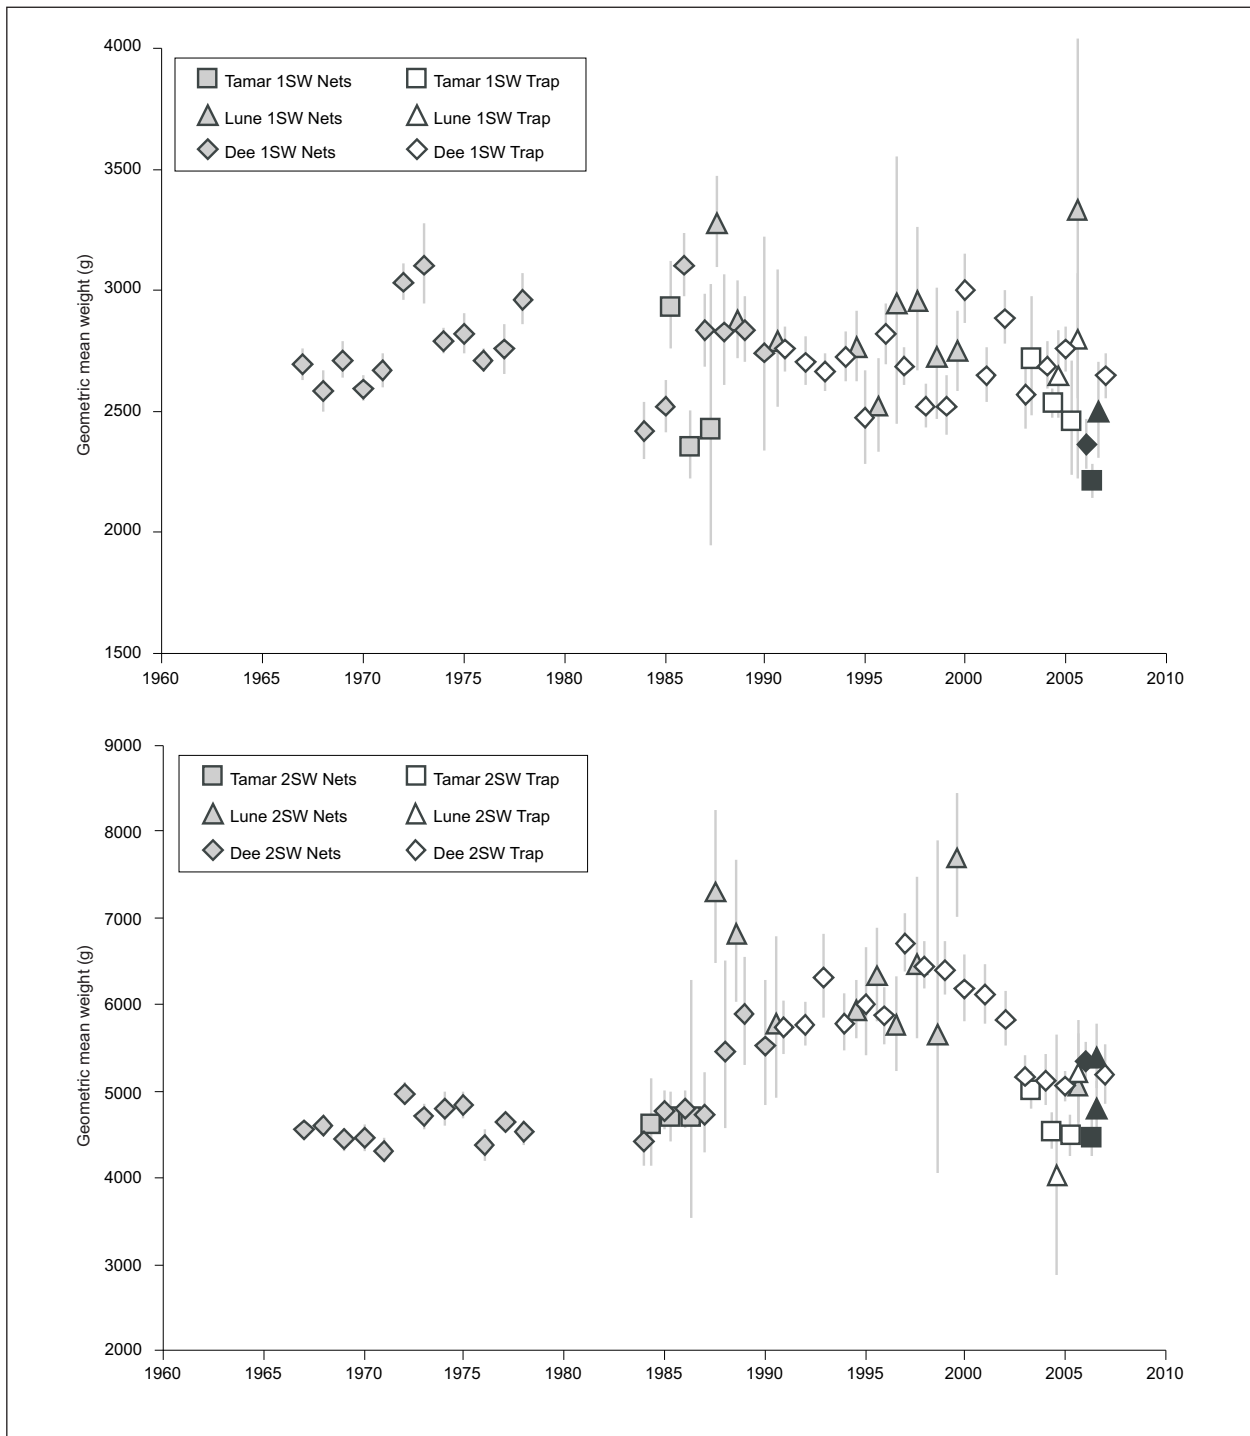 4000
3500
3000
2500
2000
1500
Geometric mean weight (g)
Tamar 1SW Nets
Tamar 1SW Trap
Lune 1SW Nets
Lune 1SW Trap
Dee 1SW Nets
Dee 1SW Trap
1960 1965 1970 1975 1980 1985 1990 1995 2000 2005 2010
9000
8000
7000
6000
5000
4000
3000
2000
Geometric mean weight (g)
Tamar 2SW Nets
Tamar 2SW Trap
Lune 2SW Nets
Lune 2SW Trap
Dee 2SW Nets
Dee 2SW Trap
1960 1965 1970 1975 1980 1985 1990 1995 2000 2005 2010